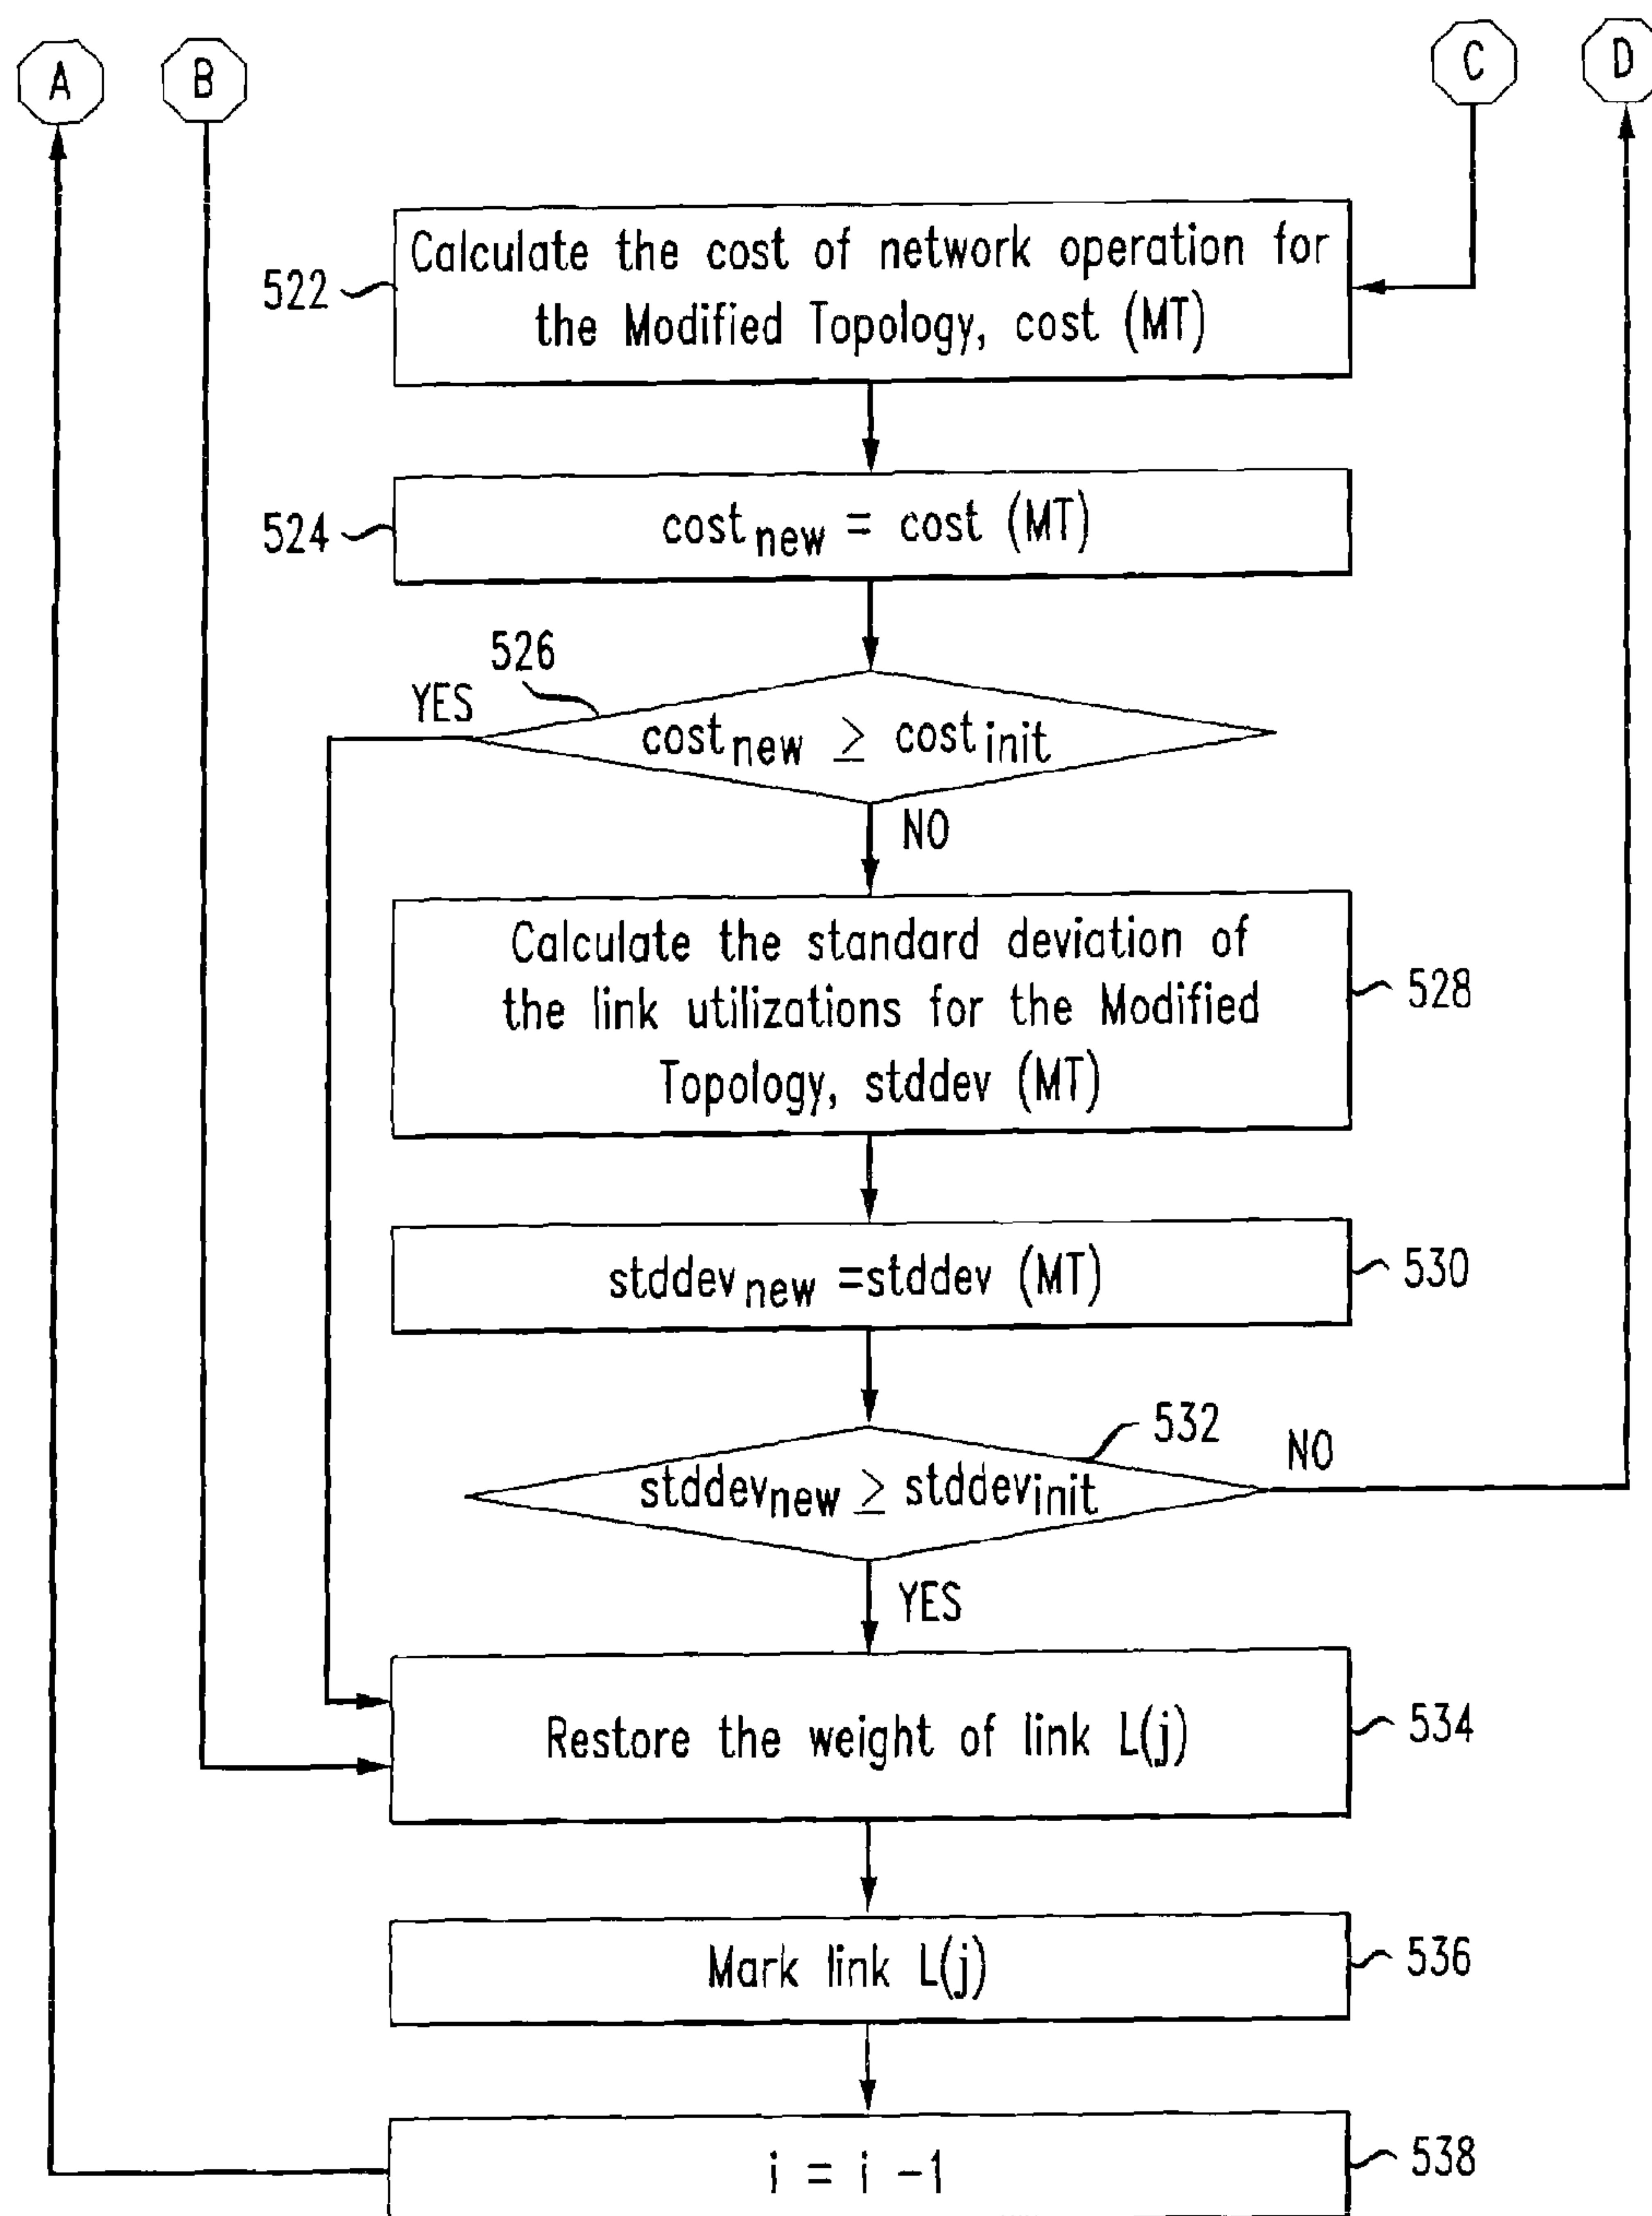 A
B
C
D
522
Calculate the cost of network operation for
the Modified Topology, cost (MT)
524
cost new = cost (MT)
526
YES
cost new ≥ cost init
NO
Calculate the standard deviation of
the link utilizations for the Modified
Topology, stddev (MT)
528
stddev new =stddev (MT)
530
532
stddev new ≥ stddev init
NO
YES
Restore the weight of link L(j)
534
Mark link L(j)
536
i = i -1
538